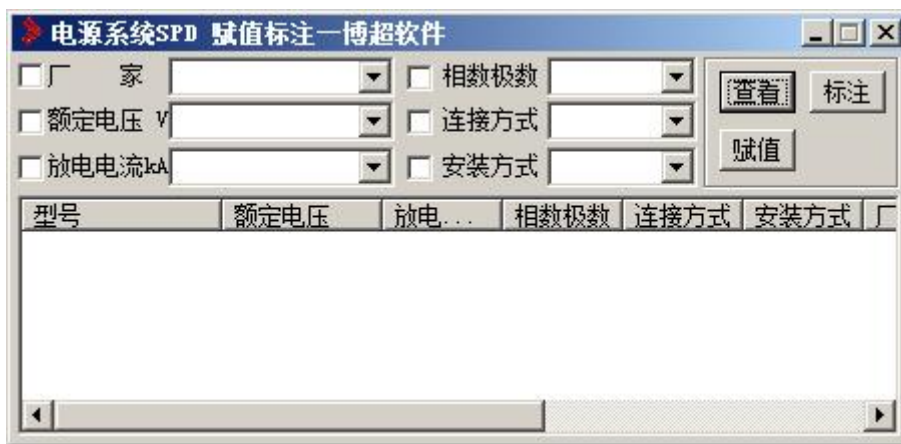 电源系统SPD 赋值标注—博超软件
厂 家 相数极数 查看 标注
额定电压 V 连接方式
放电电流kA 安装方式 赋值
型号 额定电压 放电... 相数极数 连接方式 安装方式 厂